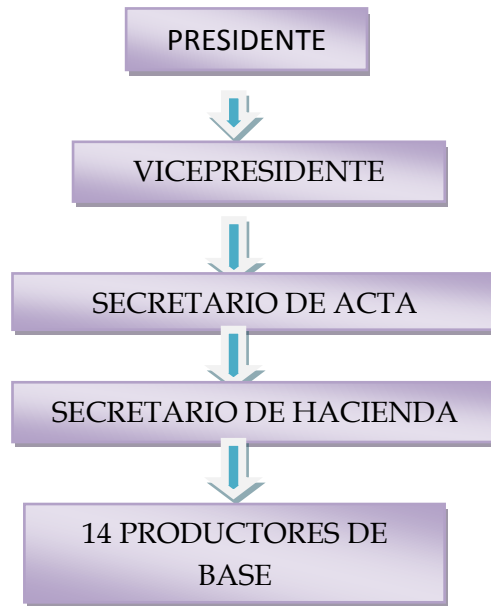 PRESIDENTE
VICEPRESIDENTE
SECRETARIO DE ACTA
SECRETARIO DE HACIENDA
14 PRODUCTORES DE
BASE